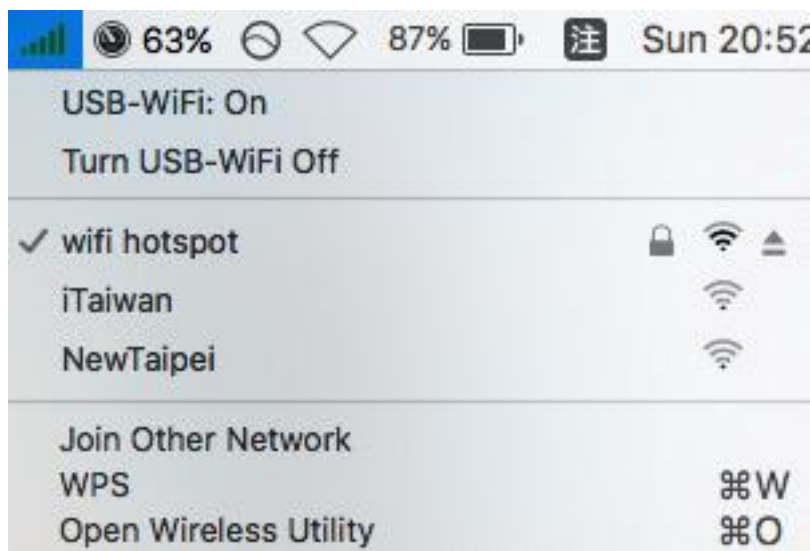 63% 87% 注 Sun 20:52
USB-WiFi: On
Turn USB-WiFi Off
wifi hotspot
iTaiwan
NewTaipei
Join Other Network
WPS ⌘W
Open Wireless Utility ⌘O